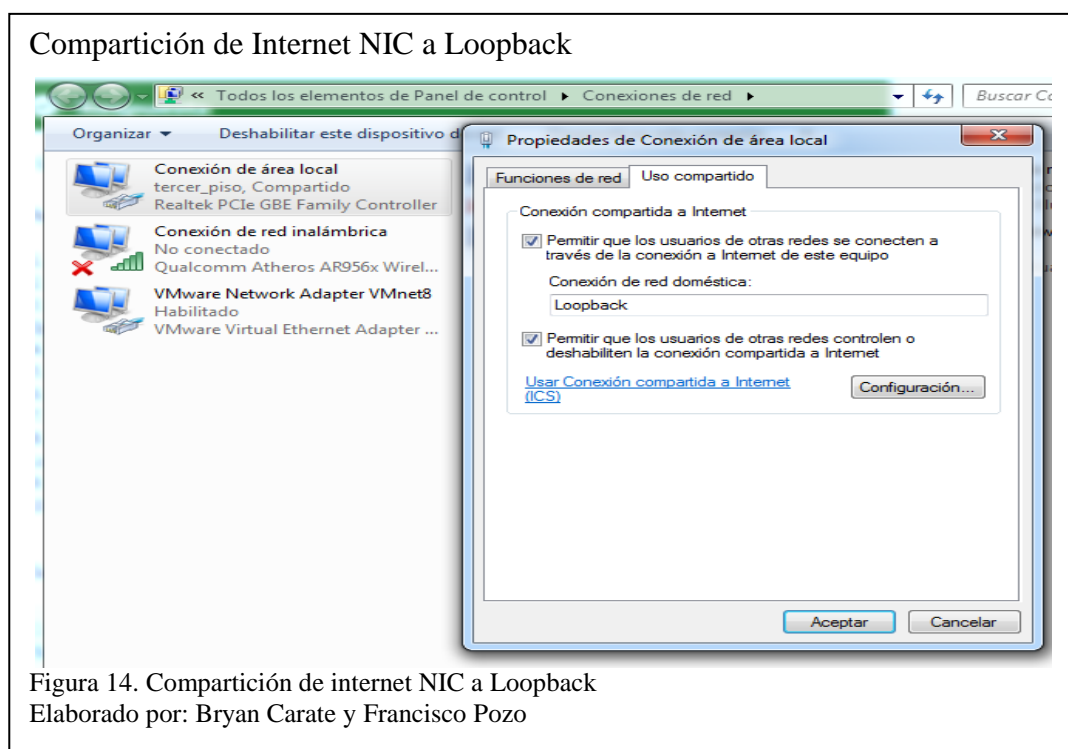 Compartición de Internet NIC a Loopback
« Todos los elementos de Panel de control ▸ Conexiones de red ▸
Buscar Co
Organizar ▾ Deshabilitar este dispositivo d
Conexión de área local
tercer_piso, Compartido
Realtek PCIe GBE Family Controller
Conexión de red inalámbrica
No conectado
Qualcomm Atheros AR956x Wirel...
VMware Network Adapter VMnet8
Habilitado
VMware Virtual Ethernet Adapter ...
Propiedades de Conexión de área local
Funciones de red Uso compartido
Conexión compartida a Internet
Permitir que los usuarios de otras redes se conecten a
través de la conexión a Internet de este equipo
Conexión de red doméstica:
Loopback
Permitir que los usuarios de otras redes controlen o
deshabiliten la conexión compartida a Internet
Usar Conexión compartida a Internet
(ICS)
Configuración...
Aceptar Cancelar
Figura 14. Compartición de internet NIC a Loopback
Elaborado por: Bryan Carate y Francisco Pozo